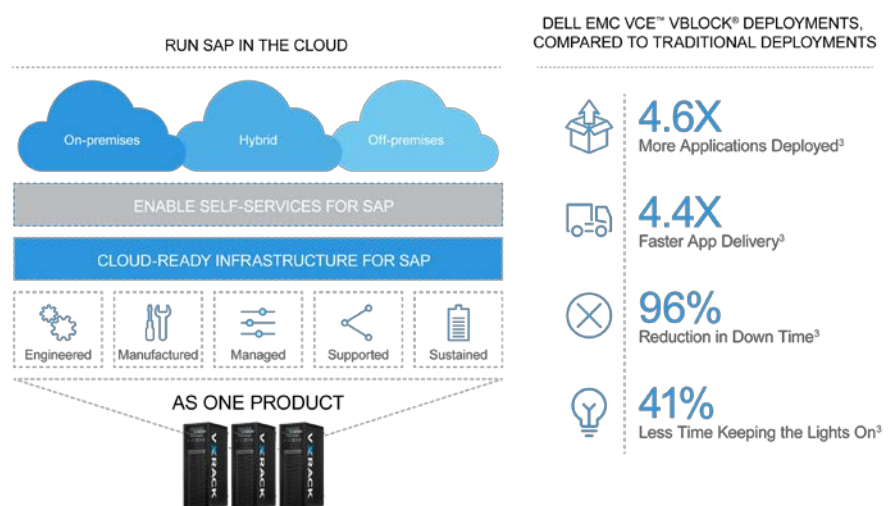 RUN SAP IN THE CLOUD
On-premises
Hybrid
Off-premises
ENABLE SELF-SERVICES FOR SAP
CLOUD-READY INFRASTRUCTURE FOR SAP
Engineered
Manufactured
Managed
Supported
Sustained
AS ONE PRODUCT
VXRACK
VXRACK
VXRACK
DELL EMC VCE™ VBLOCK® DEPLOYMENTS,
COMPARED TO TRADITIONAL DEPLOYMENTS
4.6X
More Applications Deployed³
4.4X
Faster App Delivery³
96%
Reduction in Down Time³
41%
Less Time Keeping the Lights On³